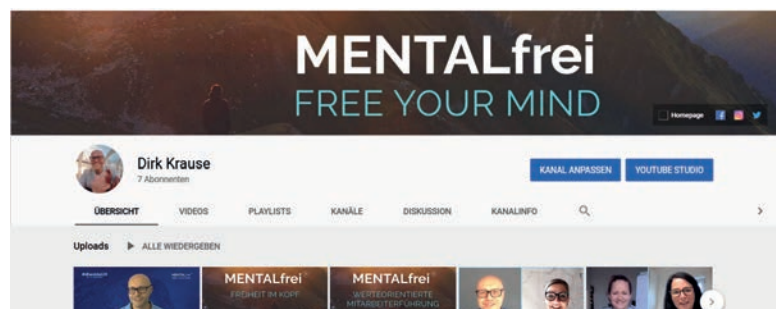 MENTALfrei
FREE YOUR MIND
Homepage
Dirk Krause
7 Abonnenten
KANAL ANPASSEN
YOUTUBE STUDIO
ÜBERSICHT VIDEOS PLAYLISTS KANÄLE DISKUSSION KANALINFO
Uploads ALLE WIEDERGEBEN
MENTALfrei
FREIHEIT IM KOPF
MENTALfrei
WERTEORIENTIERTE
MITARBEITERFÜHRUNG